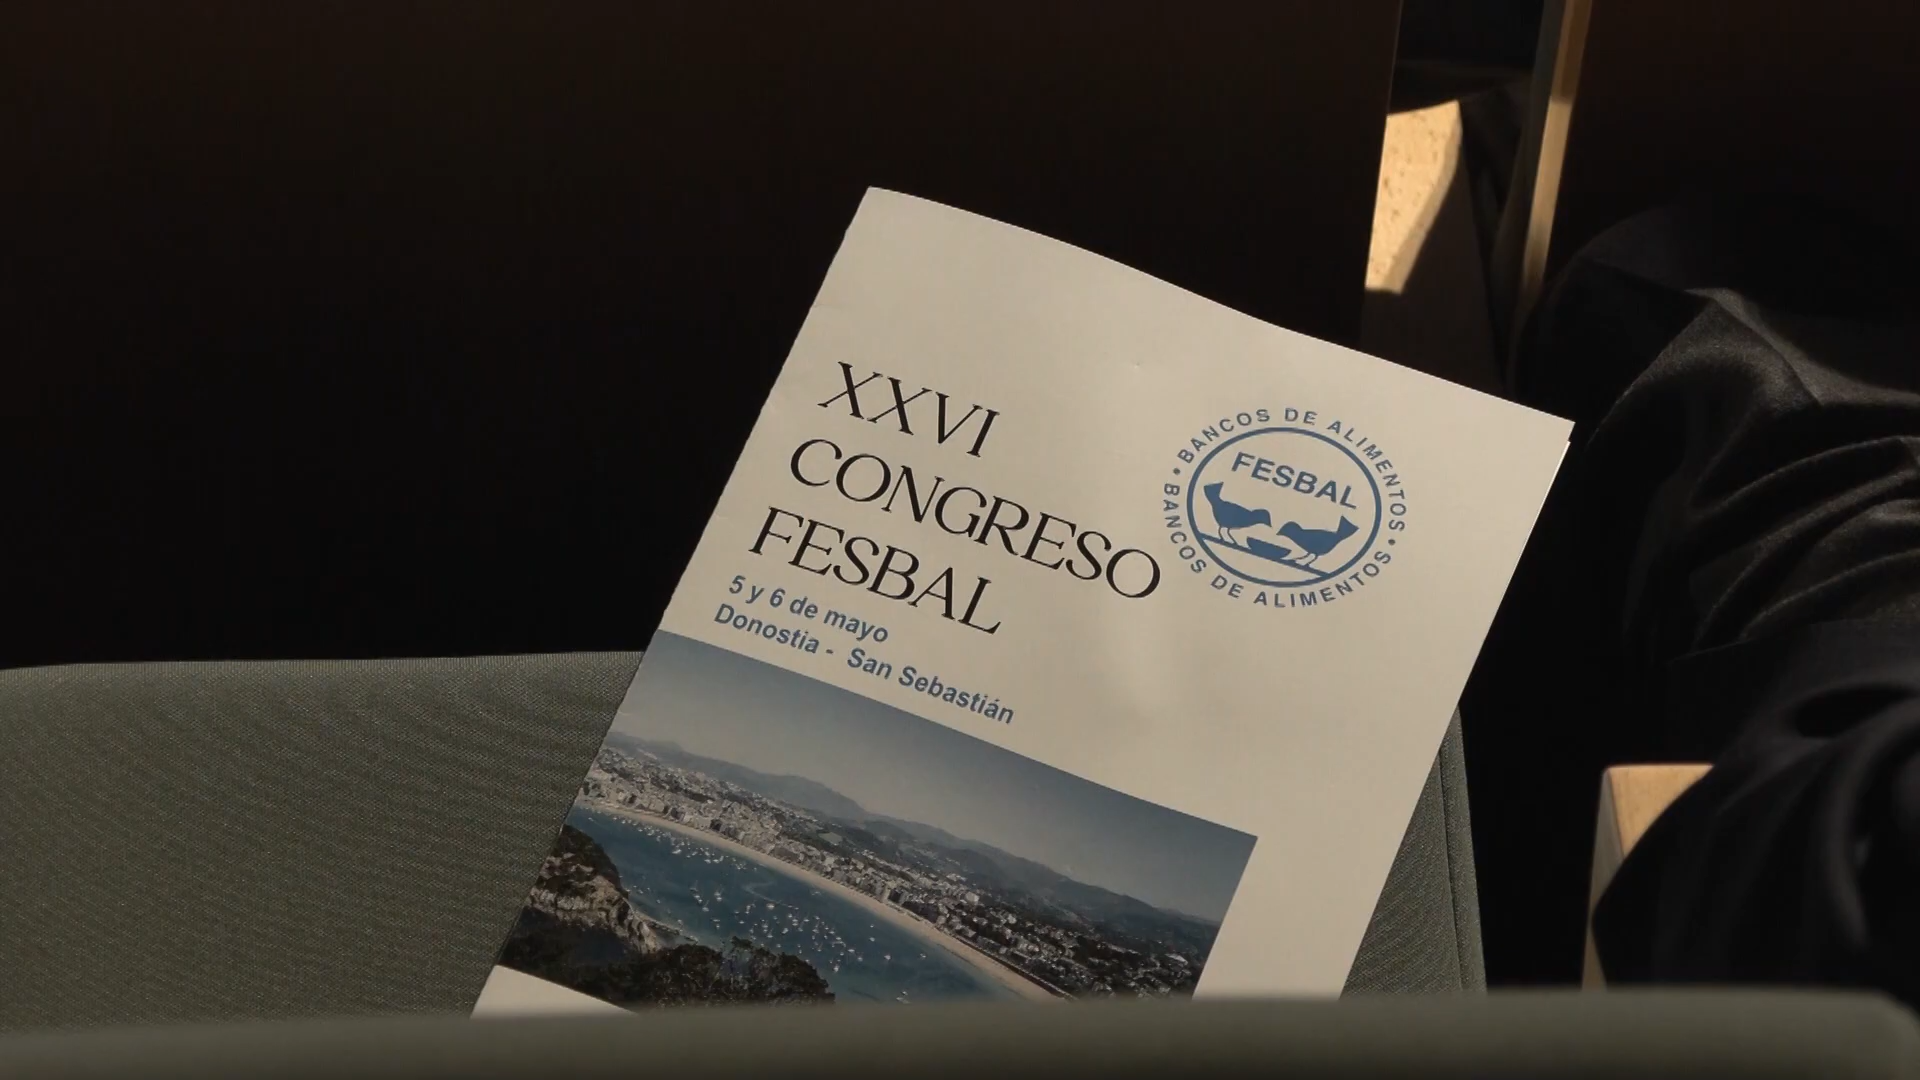 XXVI
CONGRESO
FESBAL
5 y 6 de mayo
Donostia - San Sebastián
• BANCOS DE ALIMENTOS •
FESBAL
BANCOS DE ALIMENTOS